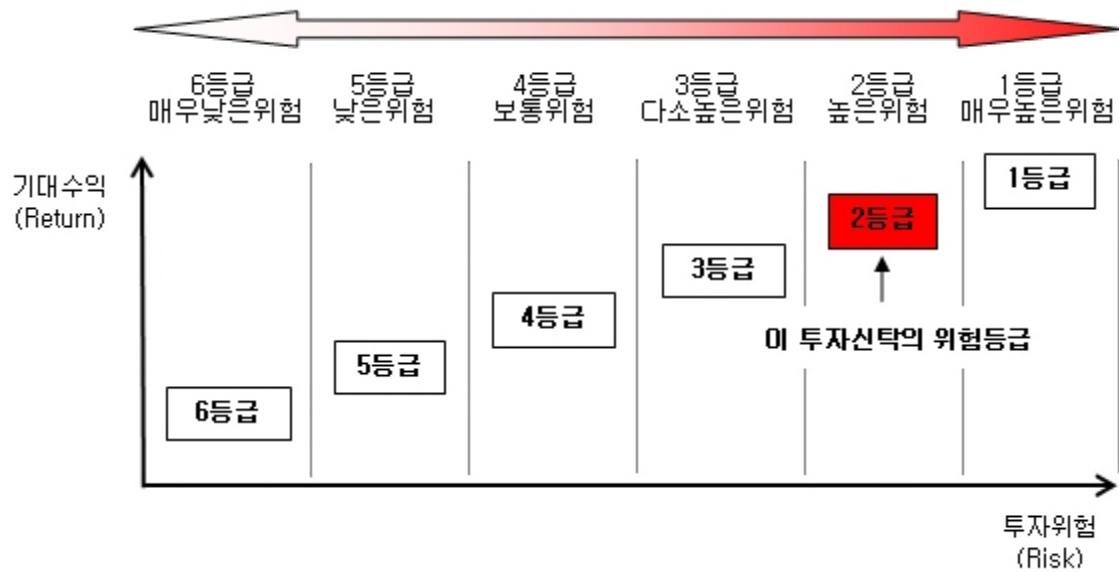 6등급
매우낮은위험
5등급
낮은위험
4등급
보통위험
3등급
다소높은위험
2등급
높은위험
1등급
매우높은위험
기대수익
(Return)
1등급
2등급
3등급
4등급
이 투자신탁의 위험등급
5등급
6등급
투자위험
(Risk)